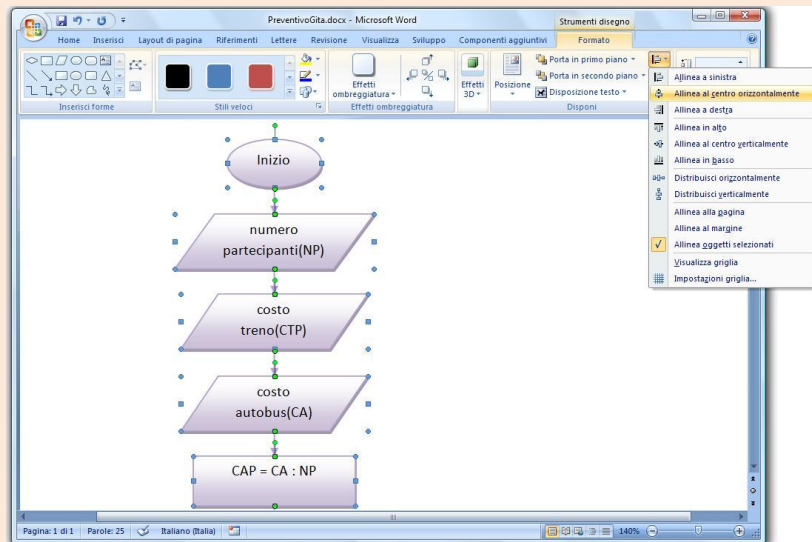 PreventivoGita.docx - Microsoft Word
Strumenti disegno
Home Inserisci Layout di pagina Riferimenti Lettere Revisione Visualizza Sviluppo Componenti aggiuntivi Formato
Effetti ombreggiatura
Effetti 3D
Posizione
Porta in primo piano
Porta in secondo piano
Disposizione testo
Inserisci forme
Stili veloci
Effetti ombreggiatura
Disponi
Allinea a sinistra
Allinea al centro orizzontalmente
Allinea a destra
Allinea in alto
Allinea al centro verticalmente
Allinea in basso
Distribuisci orizzontalmente
Distribuisci verticalmente
Allinea alla pagina
Allinea al margine
Allinea oggetti selezionati
Visualizza griglia
Impostazioni griglia...
Inizio
numero
partecipanti(NP)
costo
treno(CTP)
costo
autobus(CA)
CAP = CA : NP
Pagina: 1 di 1 Parole: 25 Italiano (Italia) 140%